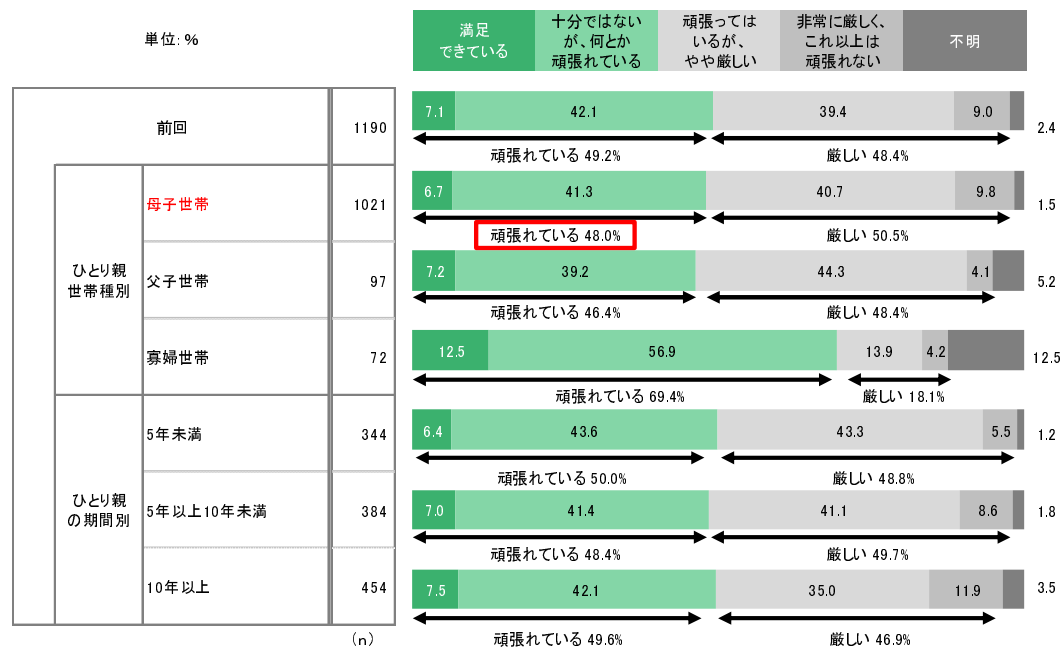 単位:%
満足
できている
十分ではない
が、何とか
頑張れている
頑張っては
いるが、
やや厳しい
非常に厳しく、
これ以上は
頑張れない
不明
前回 1190 7.1 42.1 39.4 9.0 2.4
頑張れている 49.2% 厳しい 48.4%
ひとり親
世帯種別
母子世帯 1021 6.7 41.3 40.7 9.8 1.5
頑張れている 48.0% 厳しい 50.5%
父子世帯 97 7.2 39.2 44.3 4.1 5.2
頑張れている 46.4% 厳しい 48.4%
寡婦世帯 72 12.5 56.9 13.9 4.2 12.5
頑張れている 69.4% 厳しい 18.1%
ひとり親
の期間別
5年未満 344 6.4 43.6 43.3 5.5 1.2
頑張れている 50.0% 厳しい 48.8%
5年以上10年未満 384 7.0 41.4 41.1 8.6 1.8
頑張れている 48.4% 厳しい 49.7%
10年以上 454 7.5 42.1 35.0 11.9 3.5
(n) 頑張れている 49.6% 厳しい 46.9%